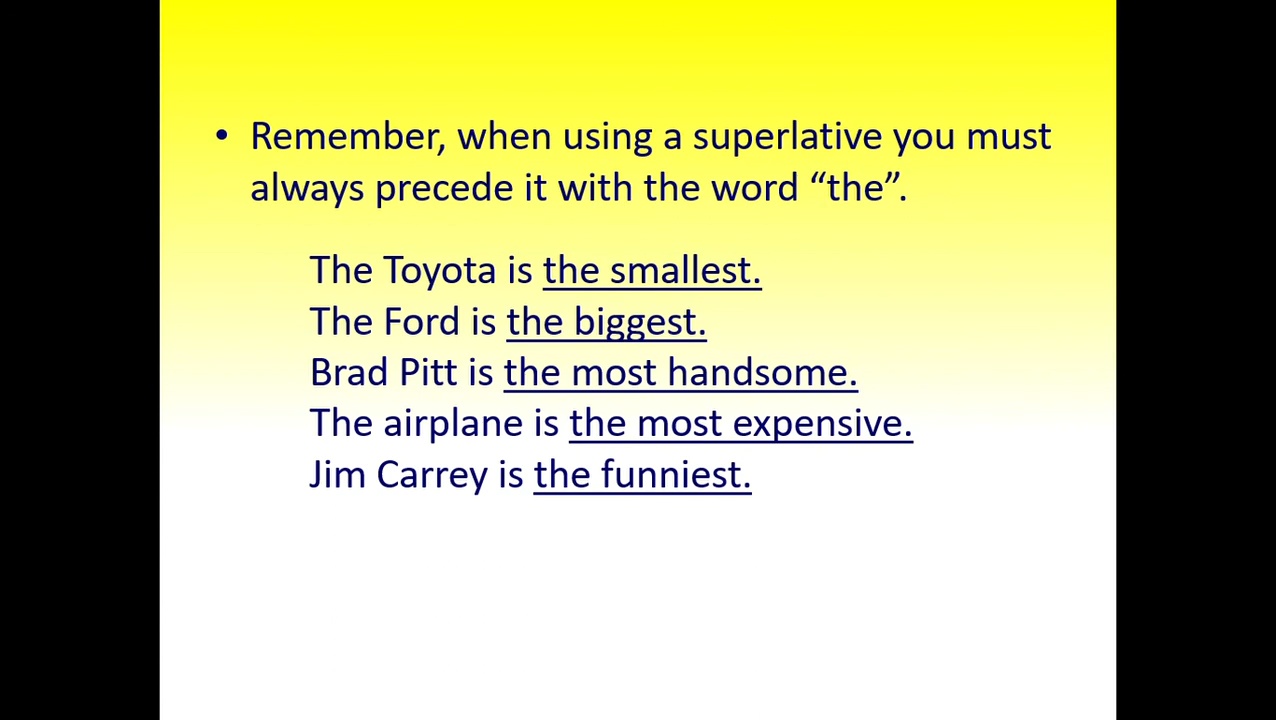 • Remember, when using a superlative you must
always precede it with the word “the”.
The Toyota is the smallest.
The Ford is the biggest.
Brad Pitt is the most handsome.
The airplane is the most expensive.
Jim Carrey is the funniest.